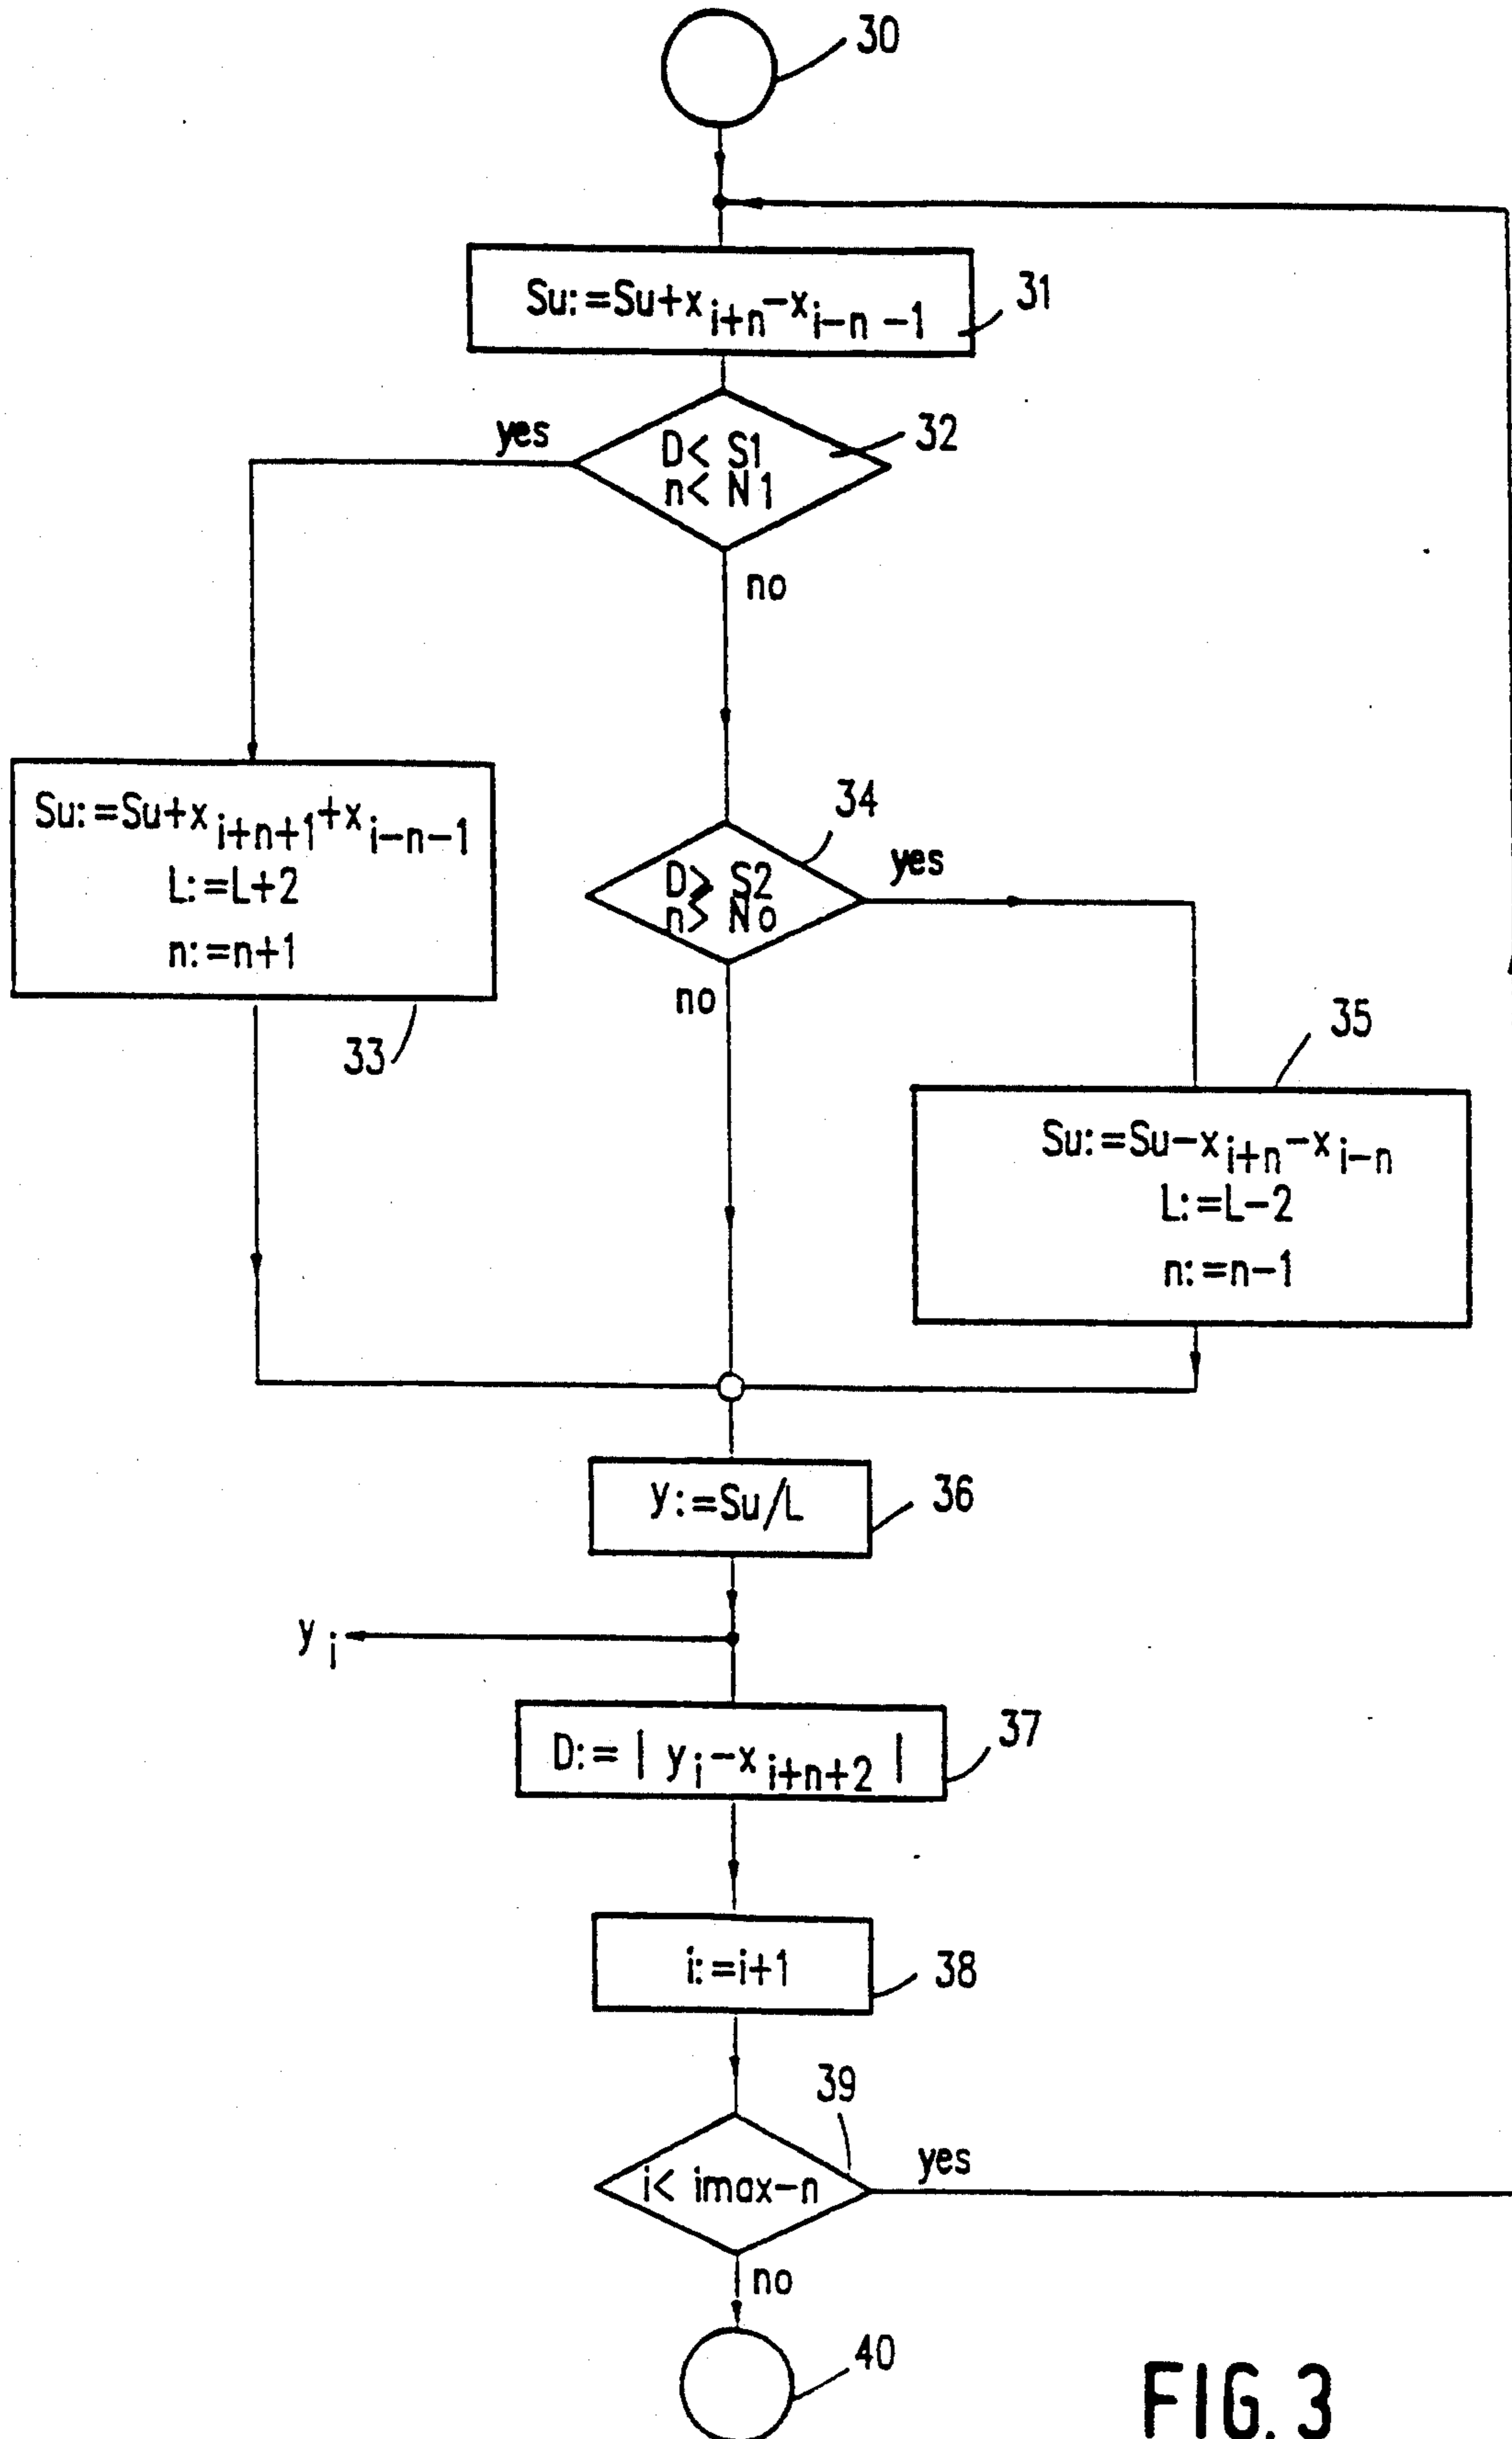 30
Su:=Su+x i+n -x i-n -1
31
yes
D< S1
n< N1
32
no
Su:=Su+x i+n+1 +x i-n-1
L:=L+2
n:=n+1
33
34
D> S2
n> No
yes
no
35
Su:=Su-x i+n -x i-n
L:=L-2
n:=n-1
y:=Su/L
36
y i
D:= | y i -x i+n+2 |
37
i:=i+1
38
39
i< imax-n
yes
no
40
FIG. 3